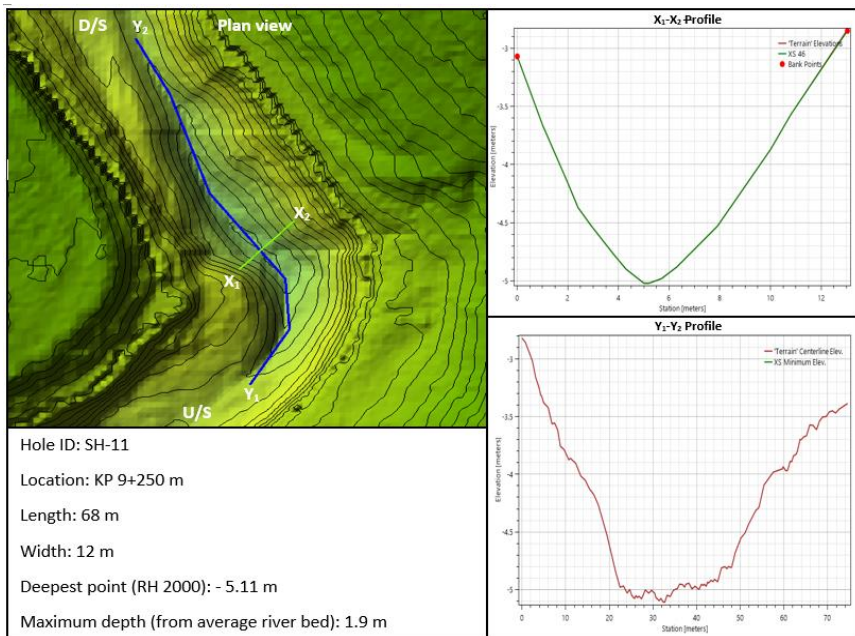 D/S
Y₂
Plan view
X₂
X₁
Y₁
U/S
Hole ID: SH-11
Location: KP 9+250 m
Length: 68 m
Width: 12 m
Deepest point (RH 2000): - 5.11 m
Maximum depth (from average river bed): 1.9 m
X₁-X₂ Profile
'Terrain' Elevations
XS 46
Bank Points
Elevation [meters]
-3
-3.5
-4
-4.5
-5
0 2 4 6 8 10 12
Station [meters]
Y₁-Y₂ Profile
'Terrain' Centerline Elev.
XS Minimum Elev.
Elevation [meters]
-3
-3.5
-4
-4.5
-5
0 10 20 30 40 50 60 70
Station [meters]